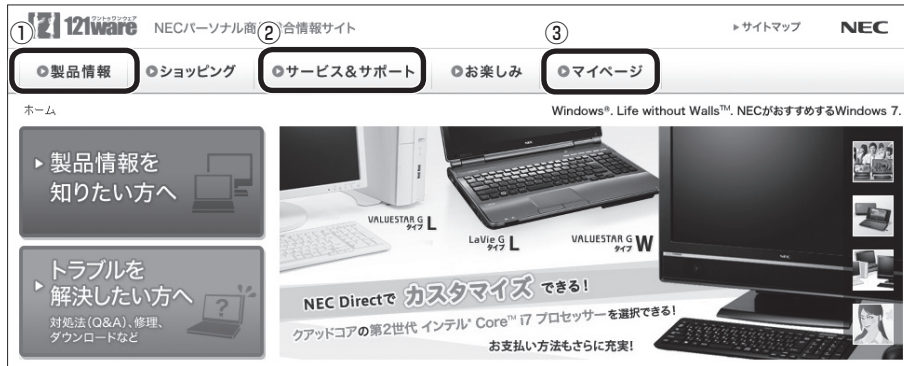 ① ② ③
121ware NECパーソナル商 合情報サイト サイトマップ NEC
製品情報 ショッピング サービス&サポート お楽しみ マイページ
ホーム Windows®. Life without Walls™. NECがおすすめするWindows 7.
製品情報を
知りたい方へ
トラブルを
解決したい方へ
対処法(Q&A)、修理、
ダウンロードなど
VALUESTAR G
タイプ L
LaVie G
タイプ L
VALUESTAR G
タイプ W
NEC Directで カスタマイズ できる!
クアッドコアの第2世代 インテル® Core™ i7 プロセッサーを選択できる!
お支払い方法もさらに充実!